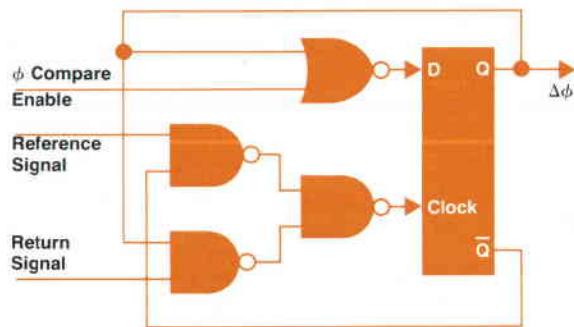 ϕ Compare
Enable
Reference
Signal
Return
Signal
D Q
Clock
Q̅
Δϕ